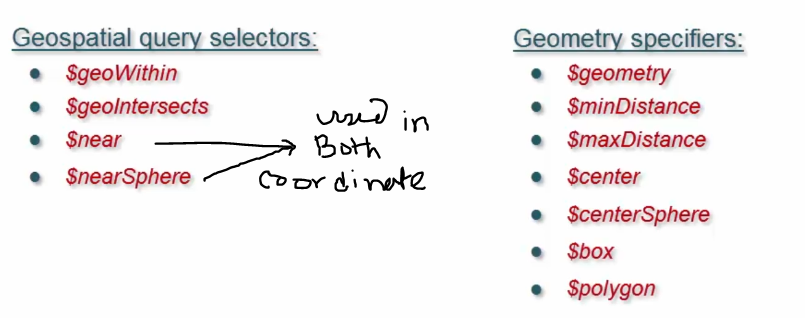 Geospatial query selectors:
$geoWithin
$geoIntersects
$near
$nearSphere
used in
Both
coordinate
Geometry specifiers:
$geometry
$minDistance
$maxDistance
$center
$centerSphere
$box
$polygon